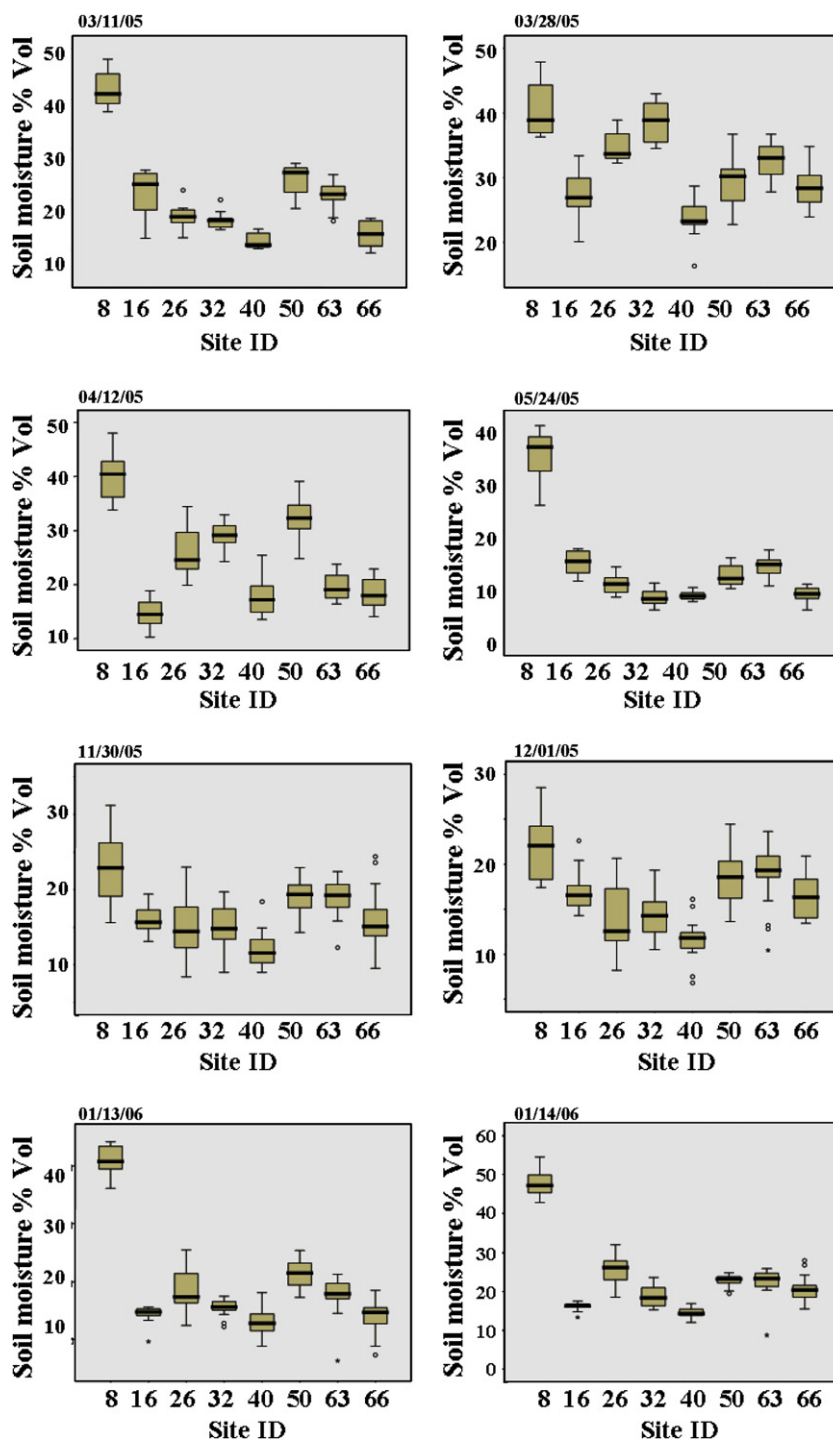 03/11/05
Soil moisture % Vol
50
40
30
20
10
8 16 26 32 40 50 63 66
Site ID
03/28/05
Soil moisture % Vol
50
40
30
20
8 16 26 32 40 50 63 66
Site ID
04/12/05
Soil moisture % Vol
50
40
30
20
10
8 16 26 32 40 50 63 66
Site ID
05/24/05
Soil moisture % Vol
40
30
20
10
0
8 16 26 32 40 50 63 66
Site ID
11/30/05
Soil moisture % Vol
30
20
10
8 16 26 32 40 50 63 66
Site ID
12/01/05
Soil moisture % Vol
30
20
10
8 16 26 32 40 50 63 66
Site ID
01/13/06
Soil moisture % Vol
40
30
20
10
8 16 26 32 40 50 63 66
Site ID
01/14/06
Soil moisture % Vol
60
50
40
30
20
10
0
8 16 26 32 40 50 63 66
Site ID